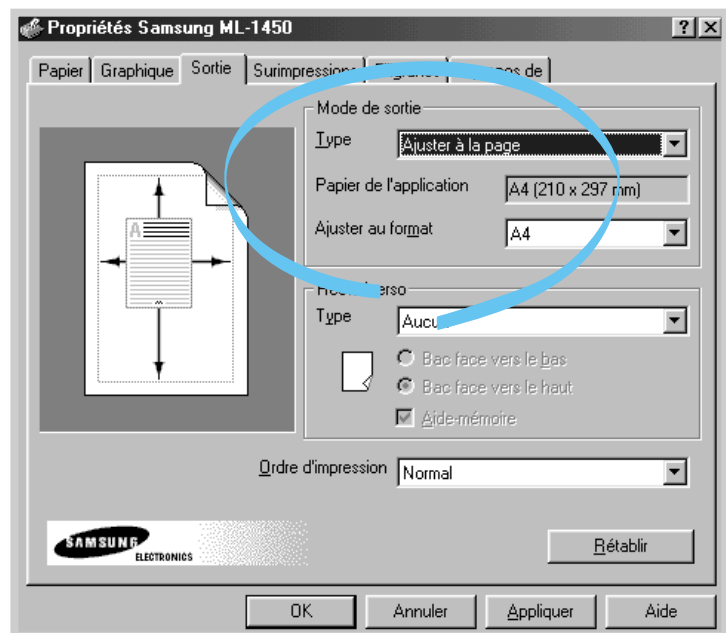 Propriétés Samsung ML-1450
Papier Graphique Sortie Surimpressions de
Mode de sortie
Type Ajuster à la page
Papier de l'application A4 (210 x 297 mm)
Ajuster au format A4
Type
Bac face vers le bas
Bac face vers le haut
Aide-mémoire
Ordre d'impression Normal
SAMSUNG
ELECTRONICS
Rétablir
OK Annuler Appliquer Aide